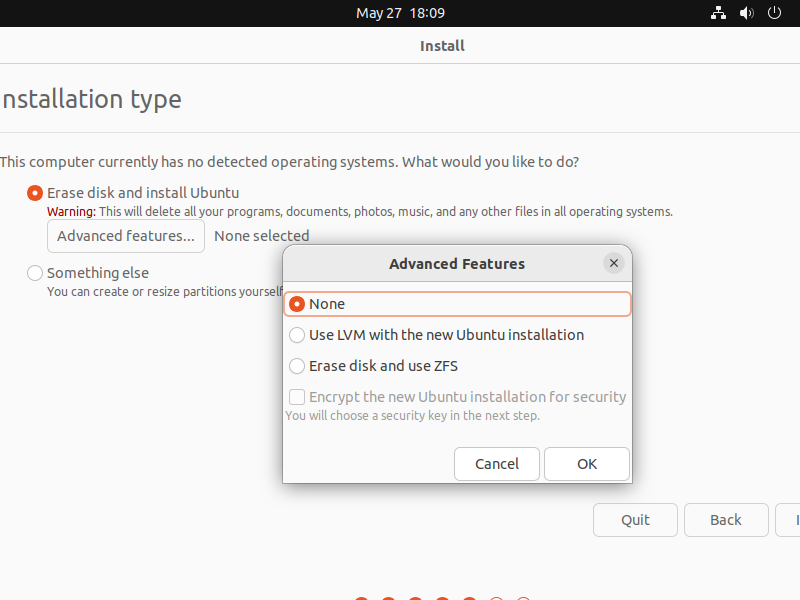 May 27 18:09
Install
nstallation type
This computer currently has no detected operating systems. What would you like to do?
Erase disk and install Ubuntu
Warning: This will delete all your programs, documents, photos, music, and any other files in all operating systems.
Advanced features... None selected
Something else
You can create or resize partitions yourself
Advanced Features
None
Use LVM with the new Ubuntu installation
Erase disk and use ZFS
Encrypt the new Ubuntu installation for security
You will choose a security key in the next step.
Cancel OK
Quit Back I